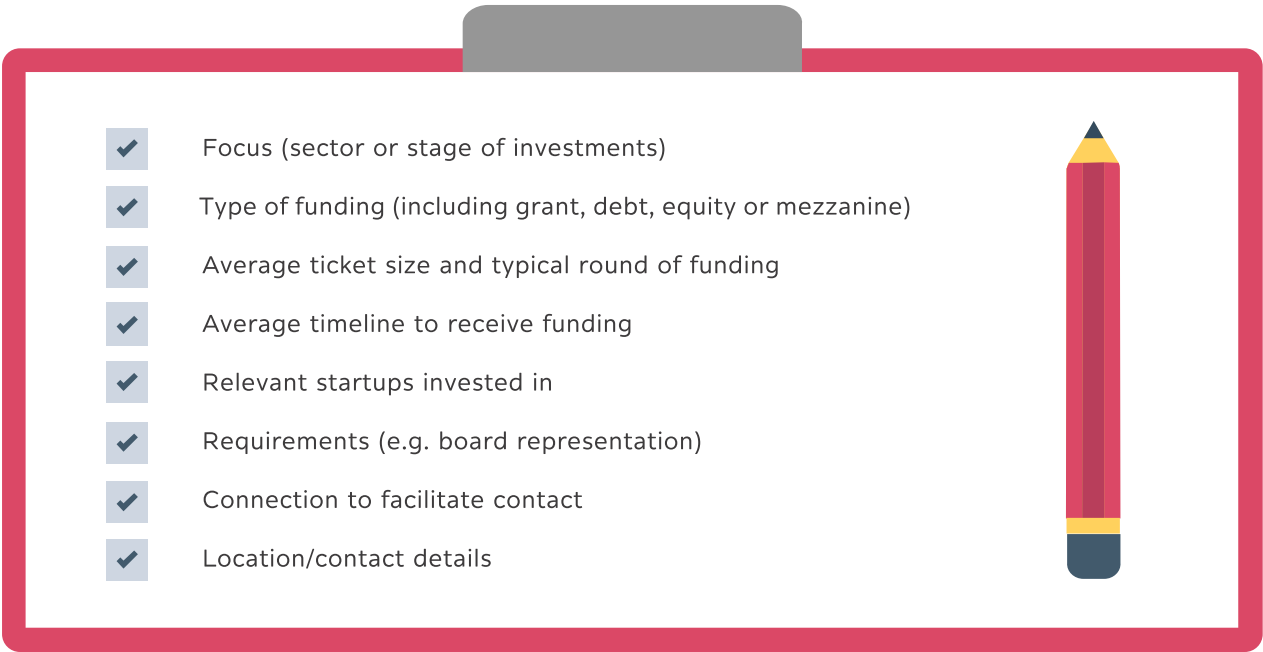 Focus (sector or stage of investments)
Type of funding (including grant, debt, equity or mezzanine)
Average ticket size and typical round of funding
Average timeline to receive funding
Relevant startups invested in
Requirements (e.g. board representation)
Connection to facilitate contact
Location/contact details